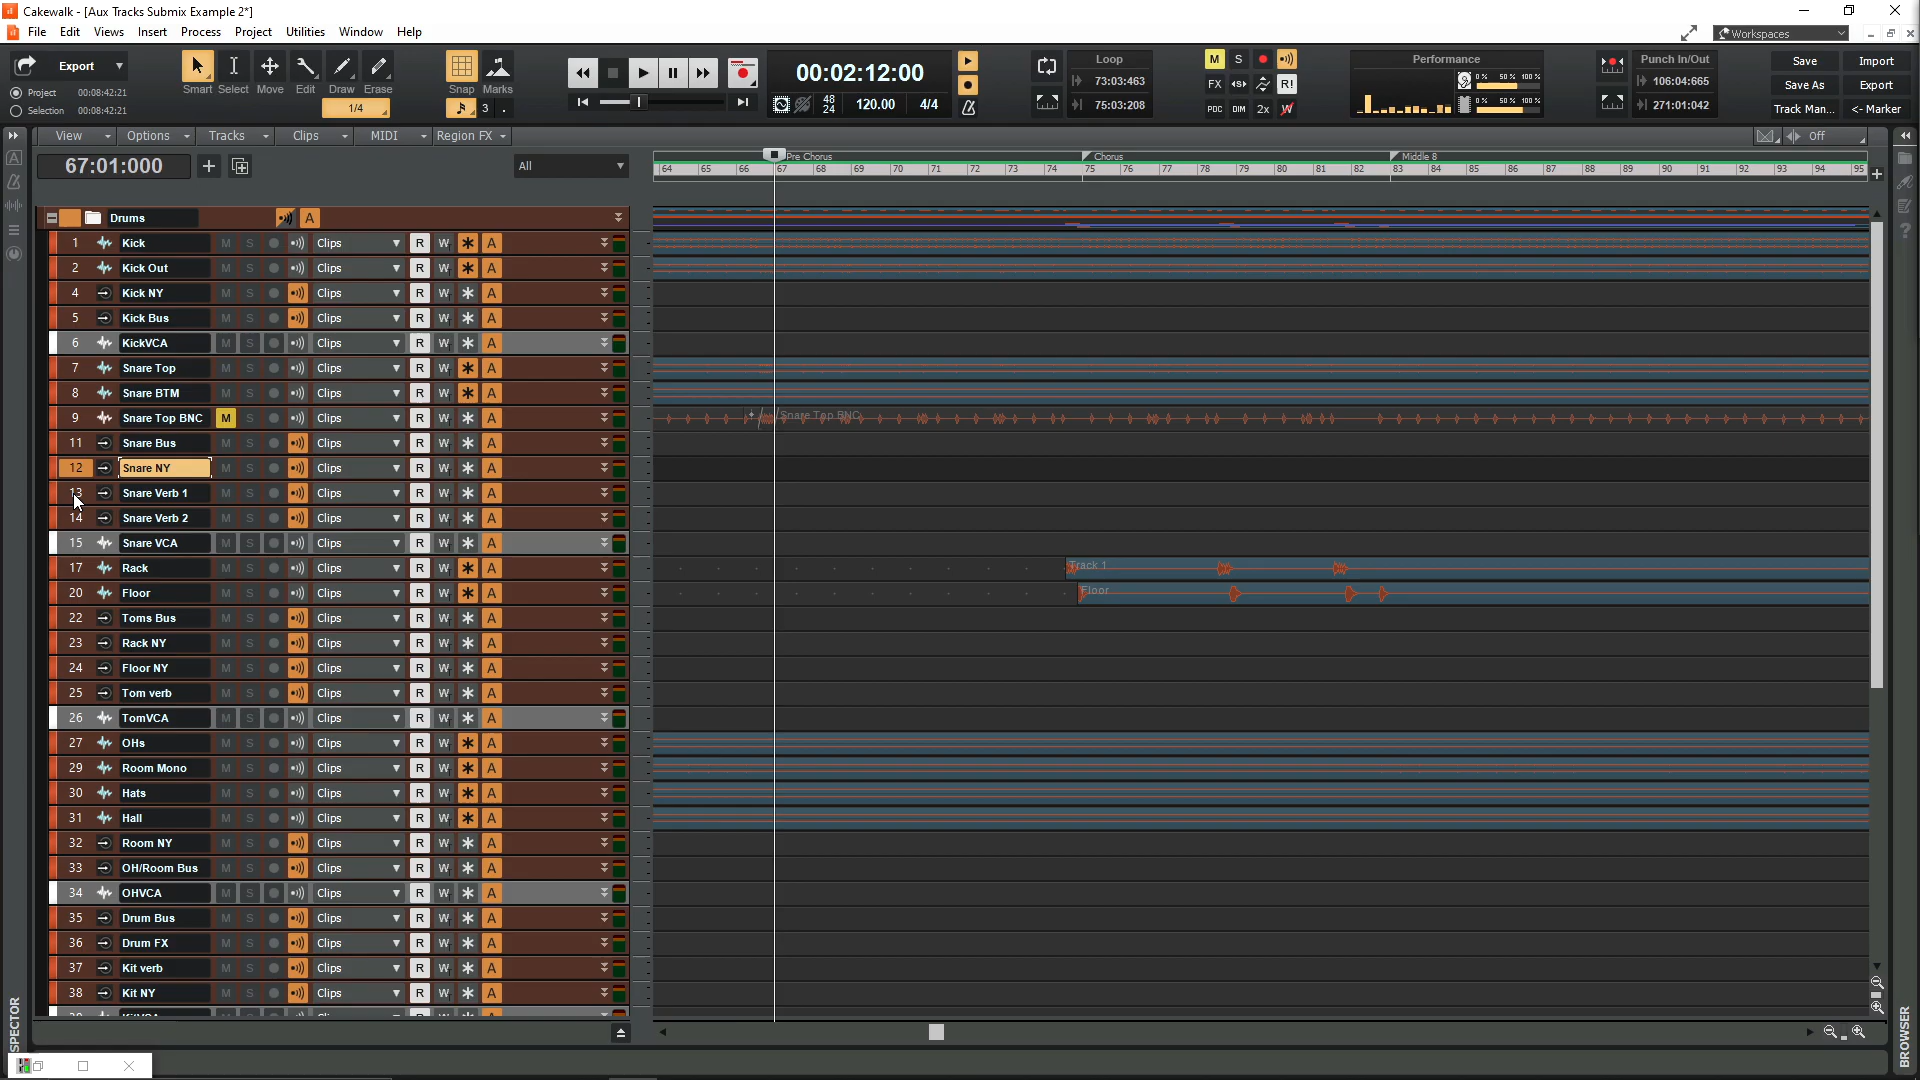 Cakewalk - [Aux Tracks Submix Example 2*]
File Edit Views Insert Process Project Utilities Window Help
Workspaces
Export
Project 00:08:42:21
Selection 00:08:42:21
Smart Select Move Edit Draw Erase
1/4
Snap Marks
3
00:02:12:00
48
24
120.00
4/4
Loop
73:03:463
75:03:208
M S
FX R!
PDC DIM 2x W
Performance
0 % 50 % 100 %
0 % 50 % 100 %
Punch In/Out
106:04:665
271:01:042
Save Import
Save As Export
Track Man... <- Marker
View Options Tracks Clips MIDI Region FX
Off
67:01:000
All
Pre Chorus Chorus Middle 8
64 65 66 67 68 69 70 71 72 73 74 75 76 77 78 79 80 81 82 83 84 85 86 87 88 89 90 91 92 93 94 95
Drums A
1 Kick M S Clips R W A
2 Kick Out M S Clips R W A
4 Kick NY M S Clips R W A
5 Kick Bus M S Clips R W A
6 KickVCA M S Clips R W A
7 Snare Top M S Clips R W A
8 Snare BTM M S Clips R W A
9 Snare Top BNC M S Clips R W A
Snare Top BNC
11 Snare Bus M S Clips R W A
12 Snare NY M S Clips R W A
13 Snare Verb 1 M S Clips R W A
14 Snare Verb 2 M S Clips R W A
15 Snare VCA M S Clips R W A
17 Rack M S Clips R W A
Track 1
20 Floor M S Clips R W A
Floor
22 Toms Bus M S Clips R W A
23 Rack NY M S Clips R W A
24 Floor NY M S Clips R W A
25 Tom verb M S Clips R W A
26 TomVCA M S Clips R W A
27 OHs M S Clips R W A
29 Room Mono M S Clips R W A
30 Hats M S Clips R W A
31 Hall M S Clips R W A
32 Room NY M S Clips R W A
33 OH/Room Bus M S Clips R W A
34 OHVCA M S Clips R W A
35 Drum Bus M S Clips R W A
36 Drum FX M S Clips R W A
37 Kit verb M S Clips R W A
38 Kit NY M S Clips R W A
SPECTOR
BROWSER